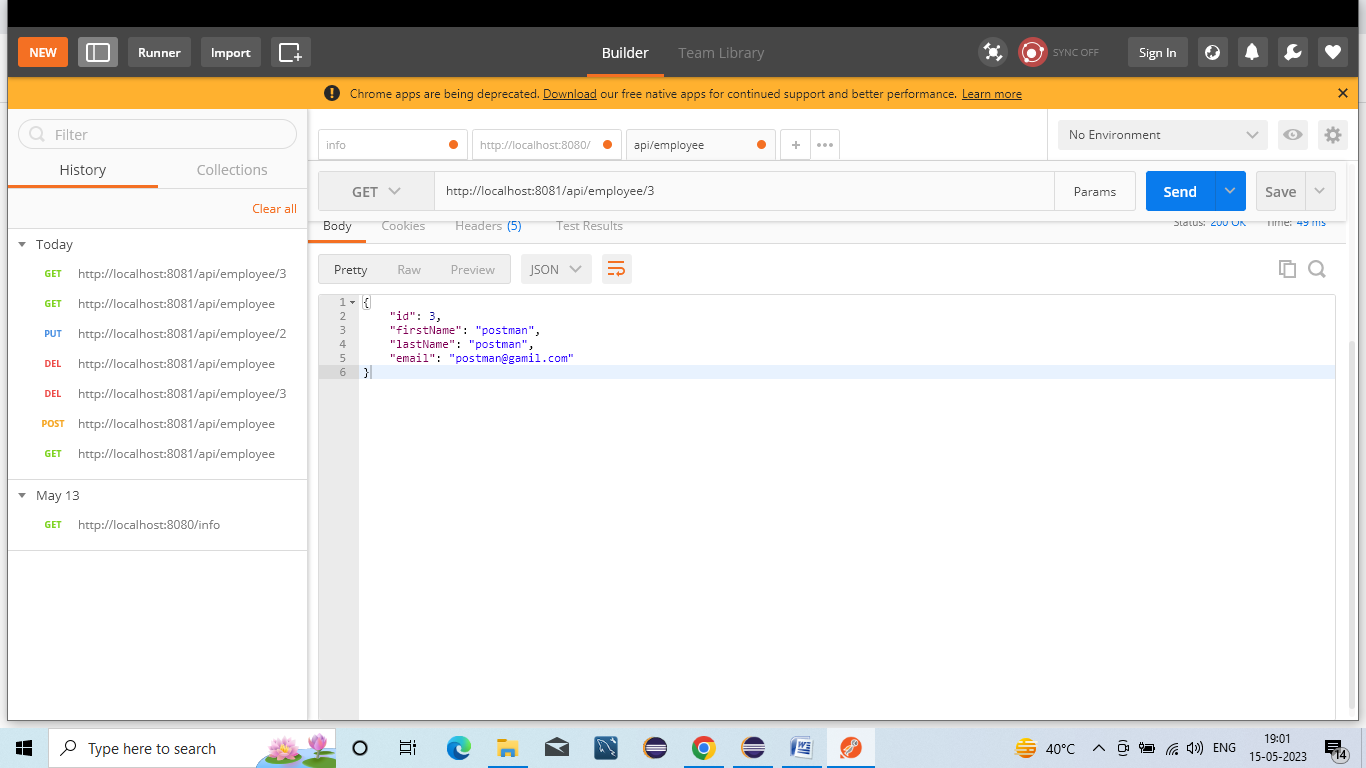 NEW
Runner
Import
Builder
Team Library
SYNC OFF
Sign In
Chrome apps are being deprecated. Download our free native apps for continued support and better performance. Learn more
Filter
History
Collections
Clear all
Today
GET http://localhost:8081/api/employee/3
GET http://localhost:8081/api/employee
PUT http://localhost:8081/api/employee/2
DEL http://localhost:8081/api/employee
DEL http://localhost:8081/api/employee/3
POST http://localhost:8081/api/employee
GET http://localhost:8081/api/employee
May 13
GET http://localhost:8080/info
info
http://localhost:8080/
api/employee
No Environment
GET
http://localhost:8081/api/employee/3
Params
Send
Save
Body
Cookies
Headers (5)
Test Results
Status: 200 OK
Time: 49 ms
Pretty
Raw
Preview
JSON
1 {
2 "id": 3,
3 "firstName": "postman",
4 "lastName": "postman",
5 "email": "postman@gamil.com"
6 }
Type here to search
40°C
ENG
19:01
15-05-2023
14